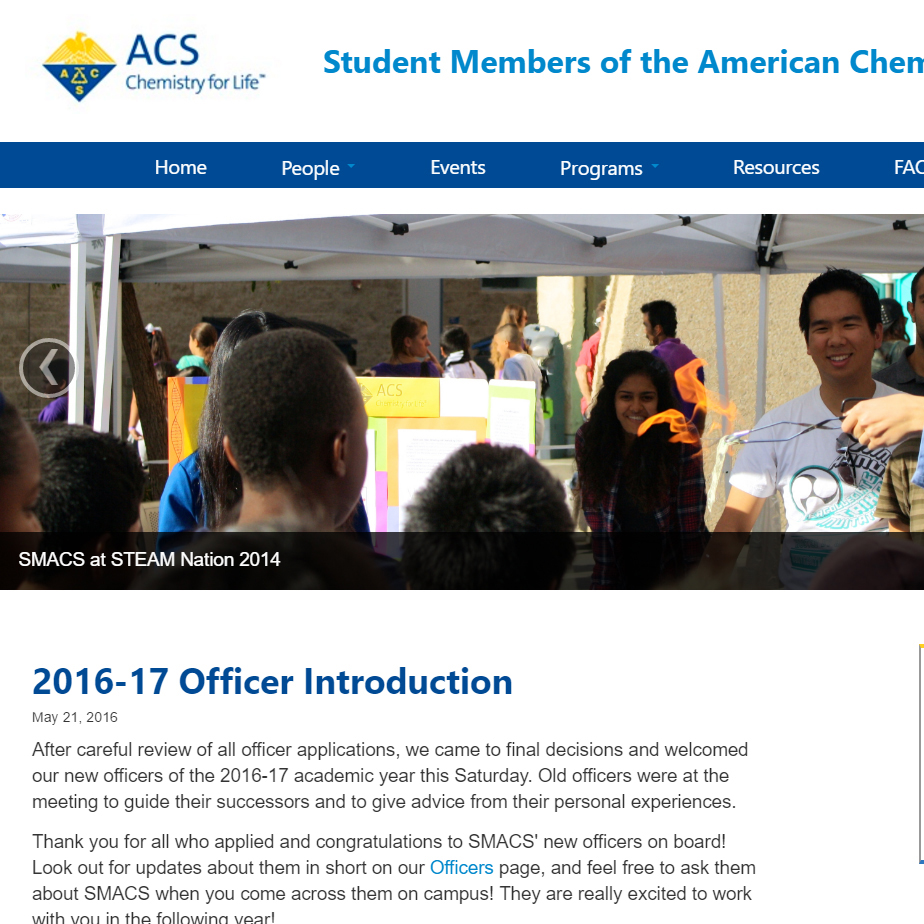 ACS
Chemistry for Life™
A C S
S
Student Members of the American Chem
Home People Events Programs Resources FAC
ACS
Chemistry for Life
SMACS at STEAM Nation 2014
2016-17 Officer Introduction
May 21, 2016
After careful review of all officer applications, we came to final decisions and welcomed
our new officers of the 2016-17 academic year this Saturday. Old officers were at the
meeting to guide their successors and to give advice from their personal experiences.
Thank you for all who applied and congratulations to SMACS' new officers on board!
Look out for updates about them in short on our Officers page, and feel free to ask them
about SMACS when you come across them on campus! They are really excited to work
with you in the following year!